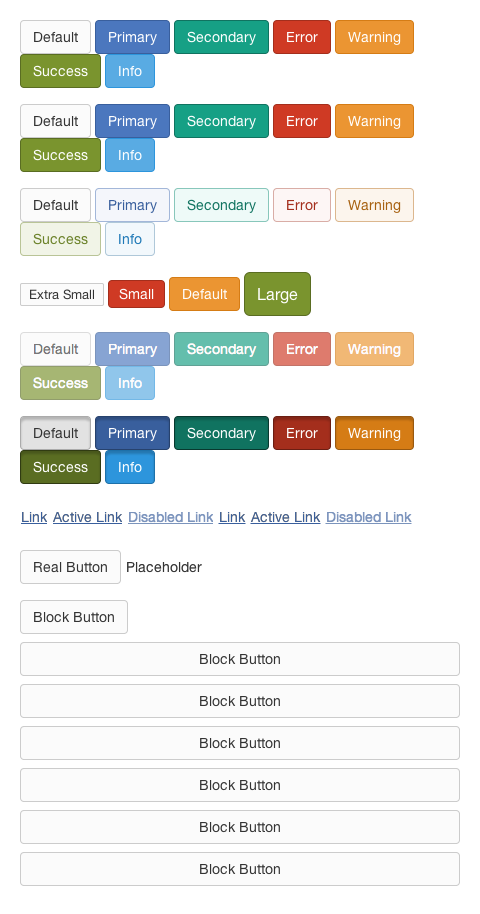 Default Primary Secondary Error Warning
Success Info
Default Primary Secondary Error Warning
Success Info
Default Primary Secondary Error Warning
Success Info
Extra Small Small Default Large
Default Primary Secondary Error Warning
Success Info
Default Primary Secondary Error Warning
Success Info
Link Active Link Disabled Link Link Active Link Disabled Link
Real Button Placeholder
Block Button
Block Button
Block Button
Block Button
Block Button
Block Button
Block Button